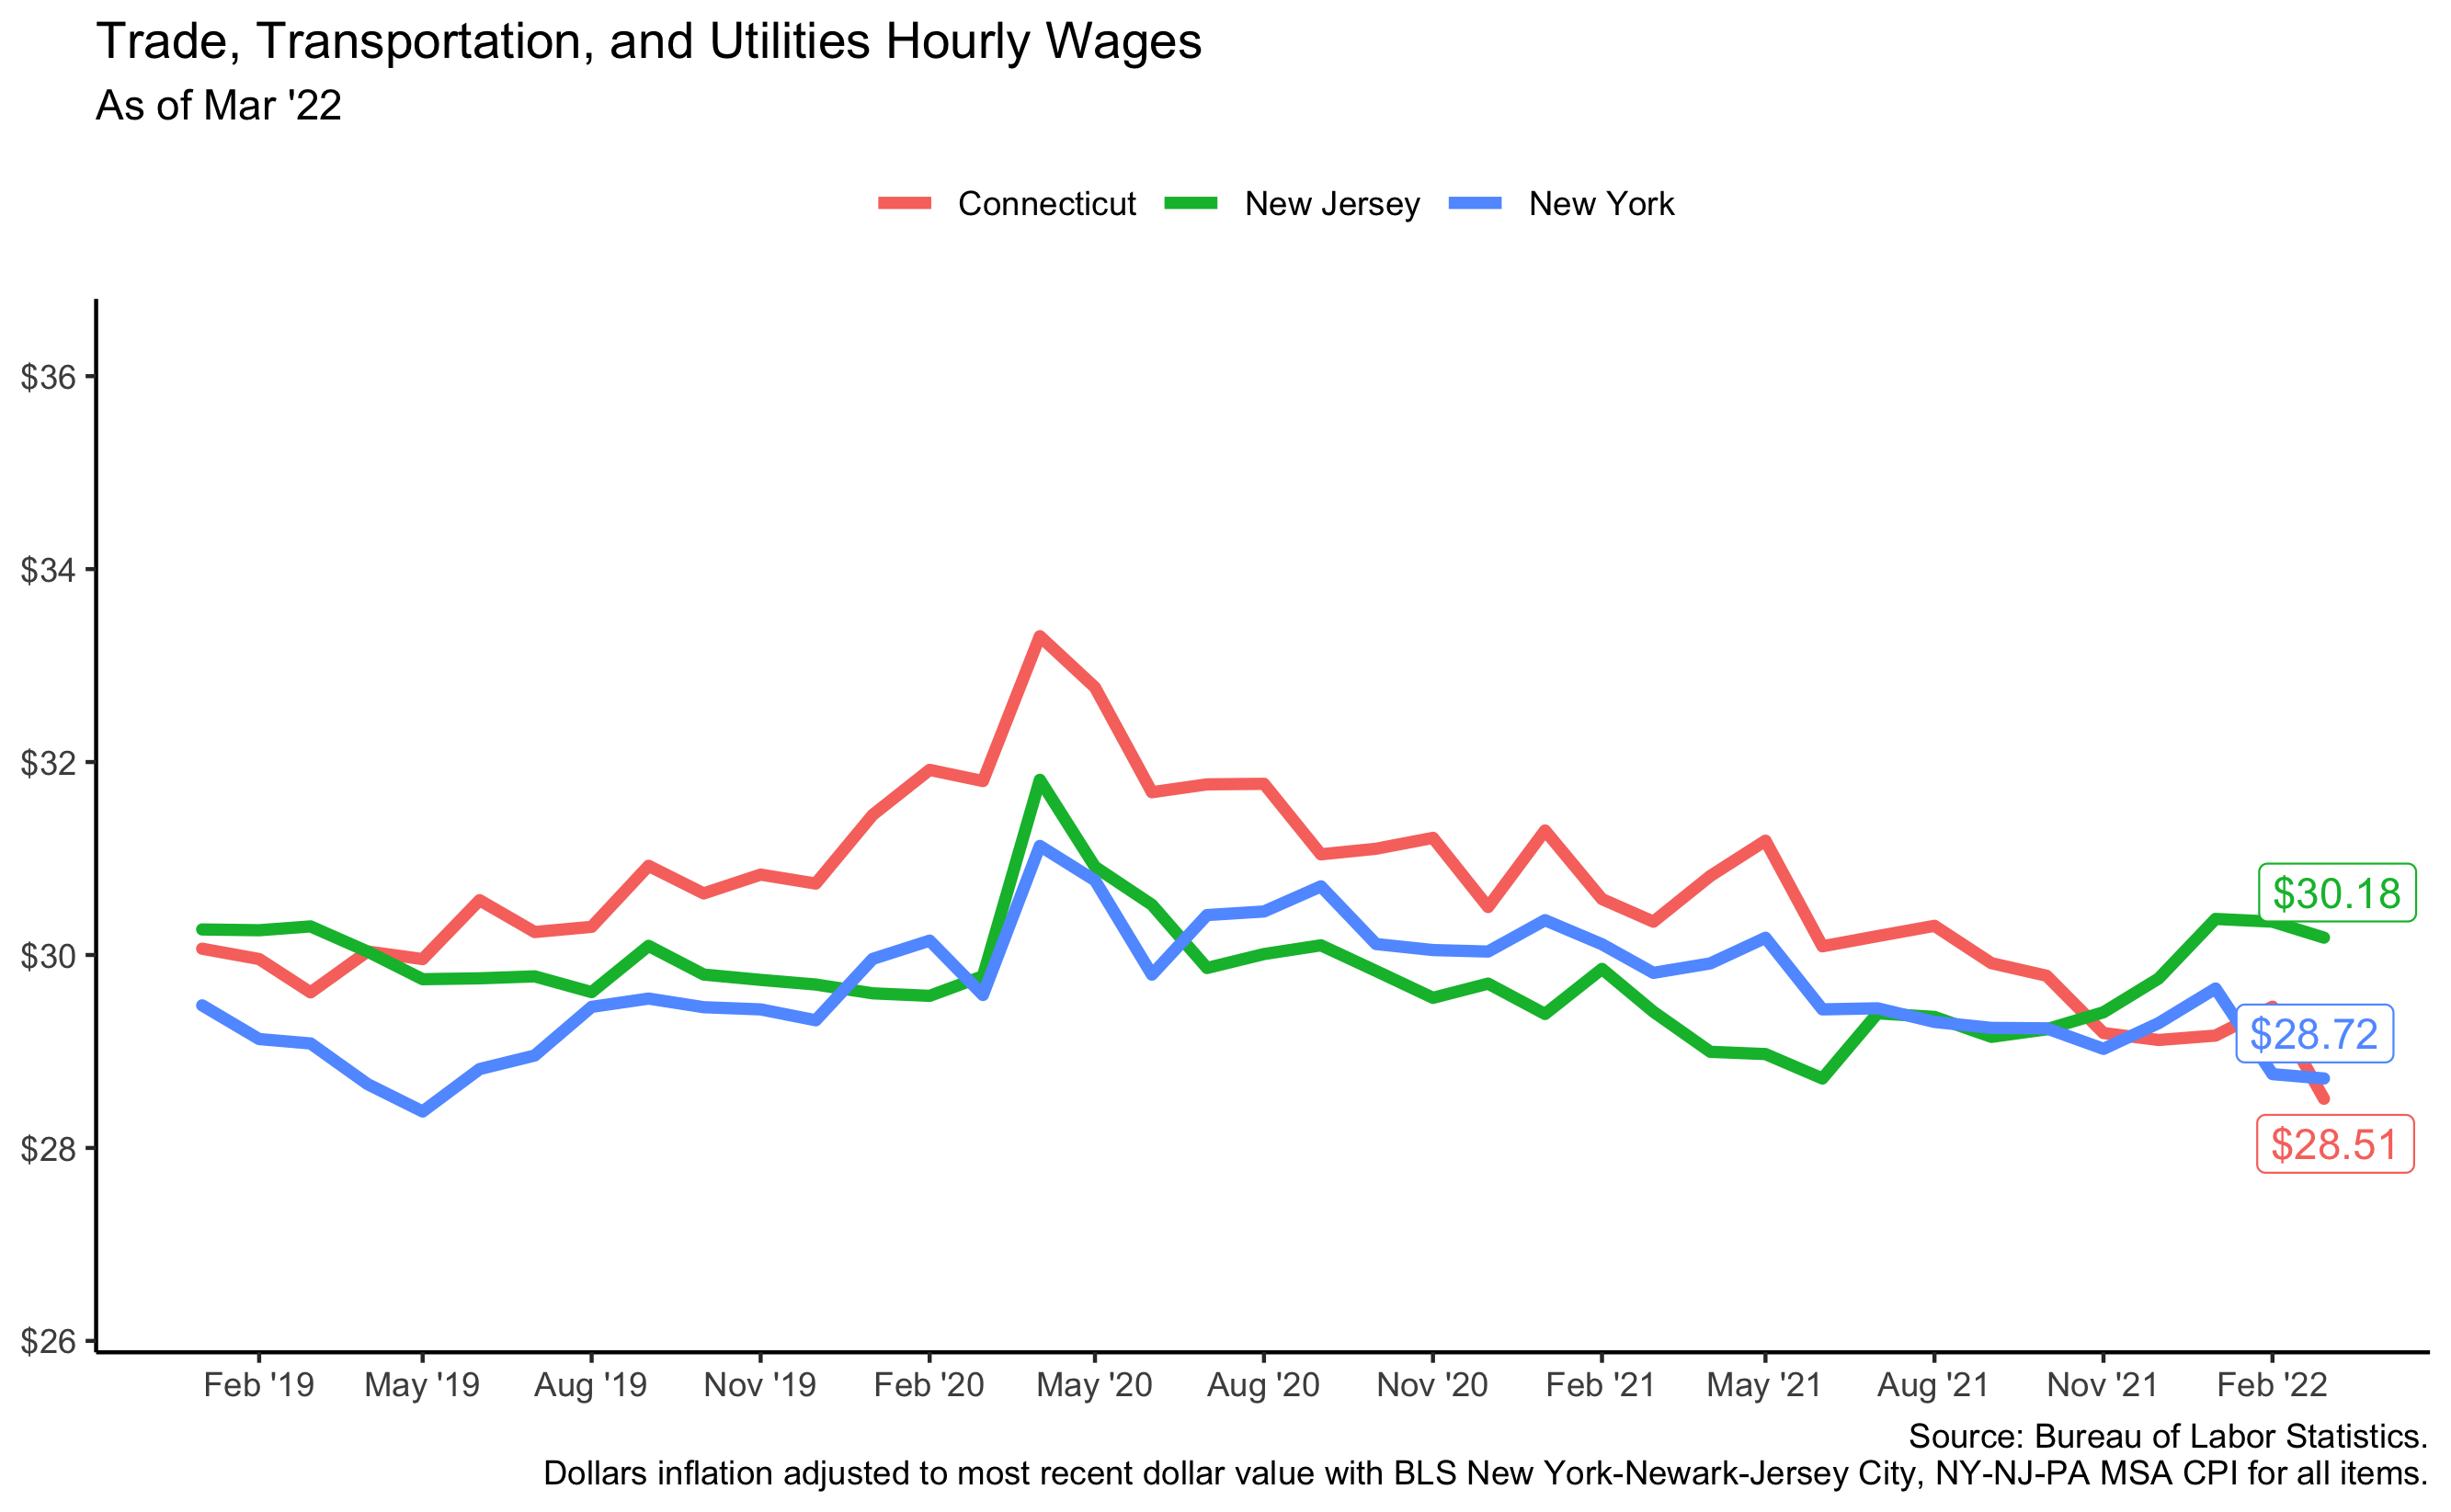 Trade, Transportation, and Utilities Hourly Wages
As of Mar '22
Connecticut New Jersey New York
$36
$34
$32
$30
$28
$26
$30.18
$28.72
$28.51
Feb '19 May '19 Aug '19 Nov '19 Feb '20 May '20 Aug '20 Nov '20 Feb '21 May '21 Aug '21 Nov '21 Feb '22
Source: Bureau of Labor Statistics.
Dollars inflation adjusted to most recent dollar value with BLS New York-Newark-Jersey City, NY-NJ-PA MSA CPI for all items.